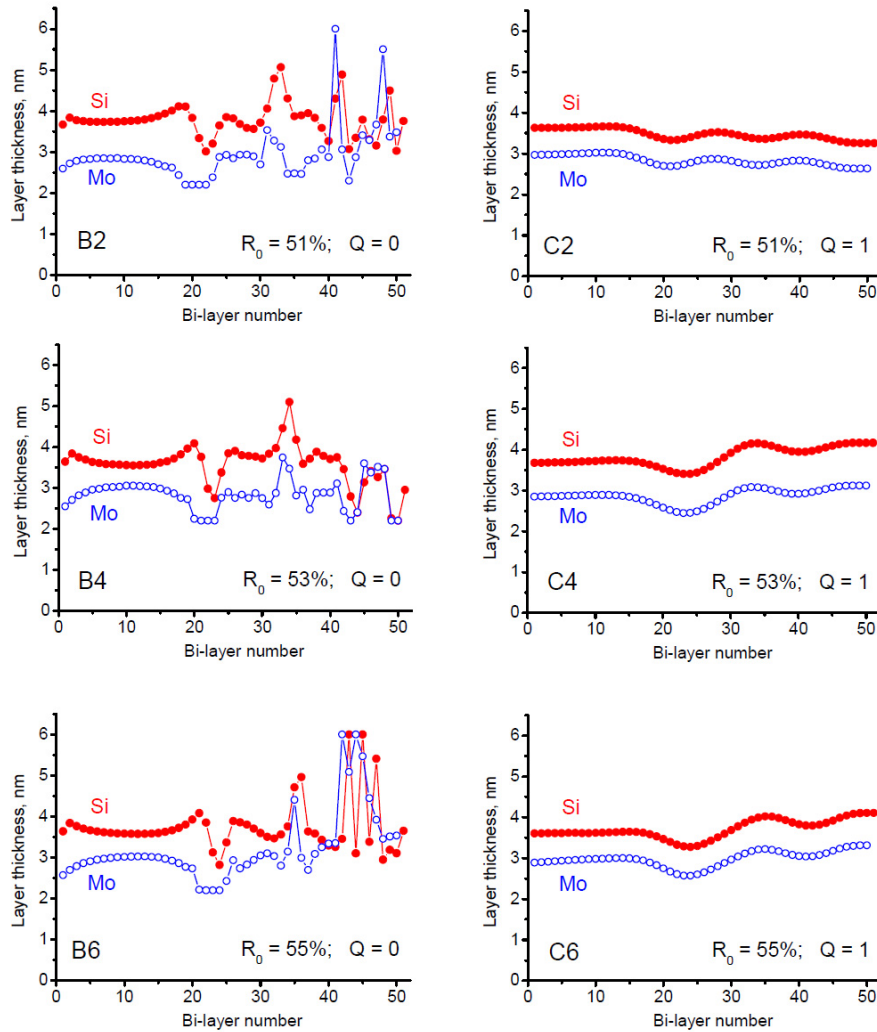 Layer thickness, nm
6
5
4
3
2
1
0
Si
Mo
B2
R0 = 51%; Q = 0
0 10 20 30 40 50
Bi-layer number
Layer thickness, nm
6
5
4
3
2
1
0
Si
Mo
C2
R0 = 51%; Q = 1
0 10 20 30 40 50
Bi-layer number
Layer thickness, nm
6
5
4
3
2
1
0
Si
Mo
B4
R0 = 53%; Q = 0
0 10 20 30 40 50
Bi-layer number
Layer thickness, nm
6
5
4
3
2
1
0
Si
Mo
C4
R0 = 53%; Q = 1
0 10 20 30 40 50
Bi-layer number
Layer thickness, nm
6
5
4
3
2
1
0
Si
Mo
B6
R0 = 55%; Q = 0
0 10 20 30 40 50
Bi-layer number
Layer thickness, nm
6
5
4
3
2
1
0
Si
Mo
C6
R0 = 55%; Q = 1
0 10 20 30 40 50
Bi-layer number